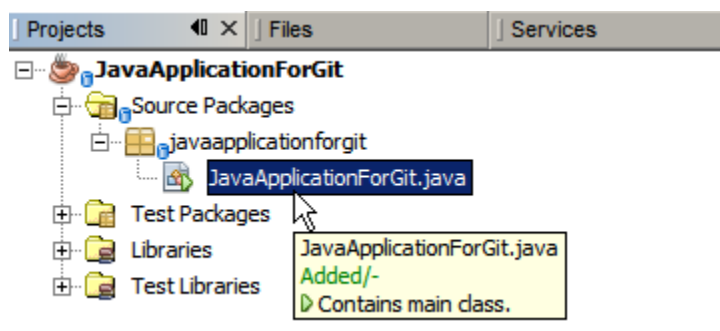 Projects Files Services
JavaApplicationForGit
Source Packages
javaapplicationforgit
JavaApplicationForGit.java
Test Packages
Libraries
Test Libraries
JavaApplicationForGit.java
Added/-
Contains main class.